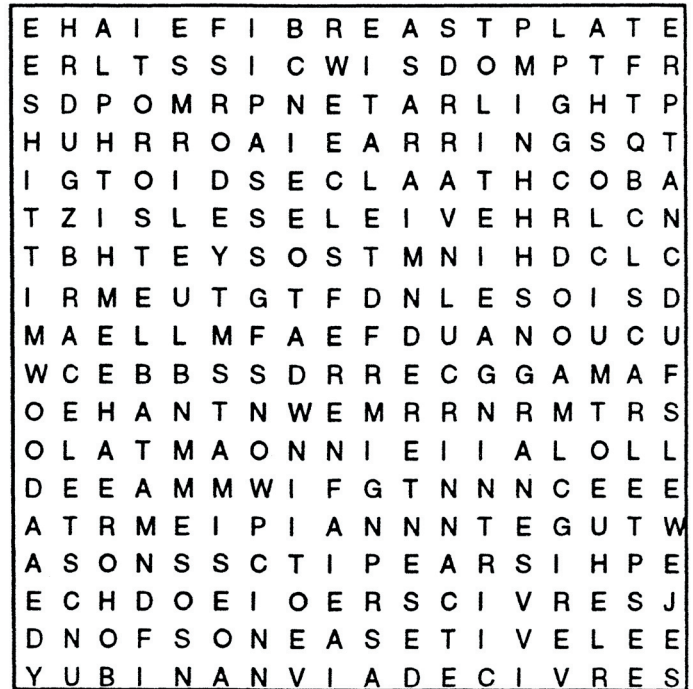 E H A I E F I B R E A S T P L A T E
E R L T S S I C W I S D O M P T F R
S D P O M R P N E T A R L I G H T P
H U H R R O A I E A R R I N G S Q T
I G T O I D S E C L A A T H C O B A
T Z I S L E S E L E I V E H R L C N
T B H T E Y S O S T M N I H D C L C
I R M E U T G T F D N L E S O I S D
M A E L L M F A E F D U A N O U C U
W C E B B S S D R R E C G G A M A F
O E H A N T N W E M R R N R M T R S
O L A T M A O N N I E I I A L O L L
D E E A M M W I F G T N N N C E E E
A T R M E I P I A N N N T E G U T W
A S O N S S C T I P E A R S I H P E
E C H D O E I O E R S C I V R E S J
D N O F S O N E A S E T I V E L E E
Y U B I N A N V I A D E C I V R E S